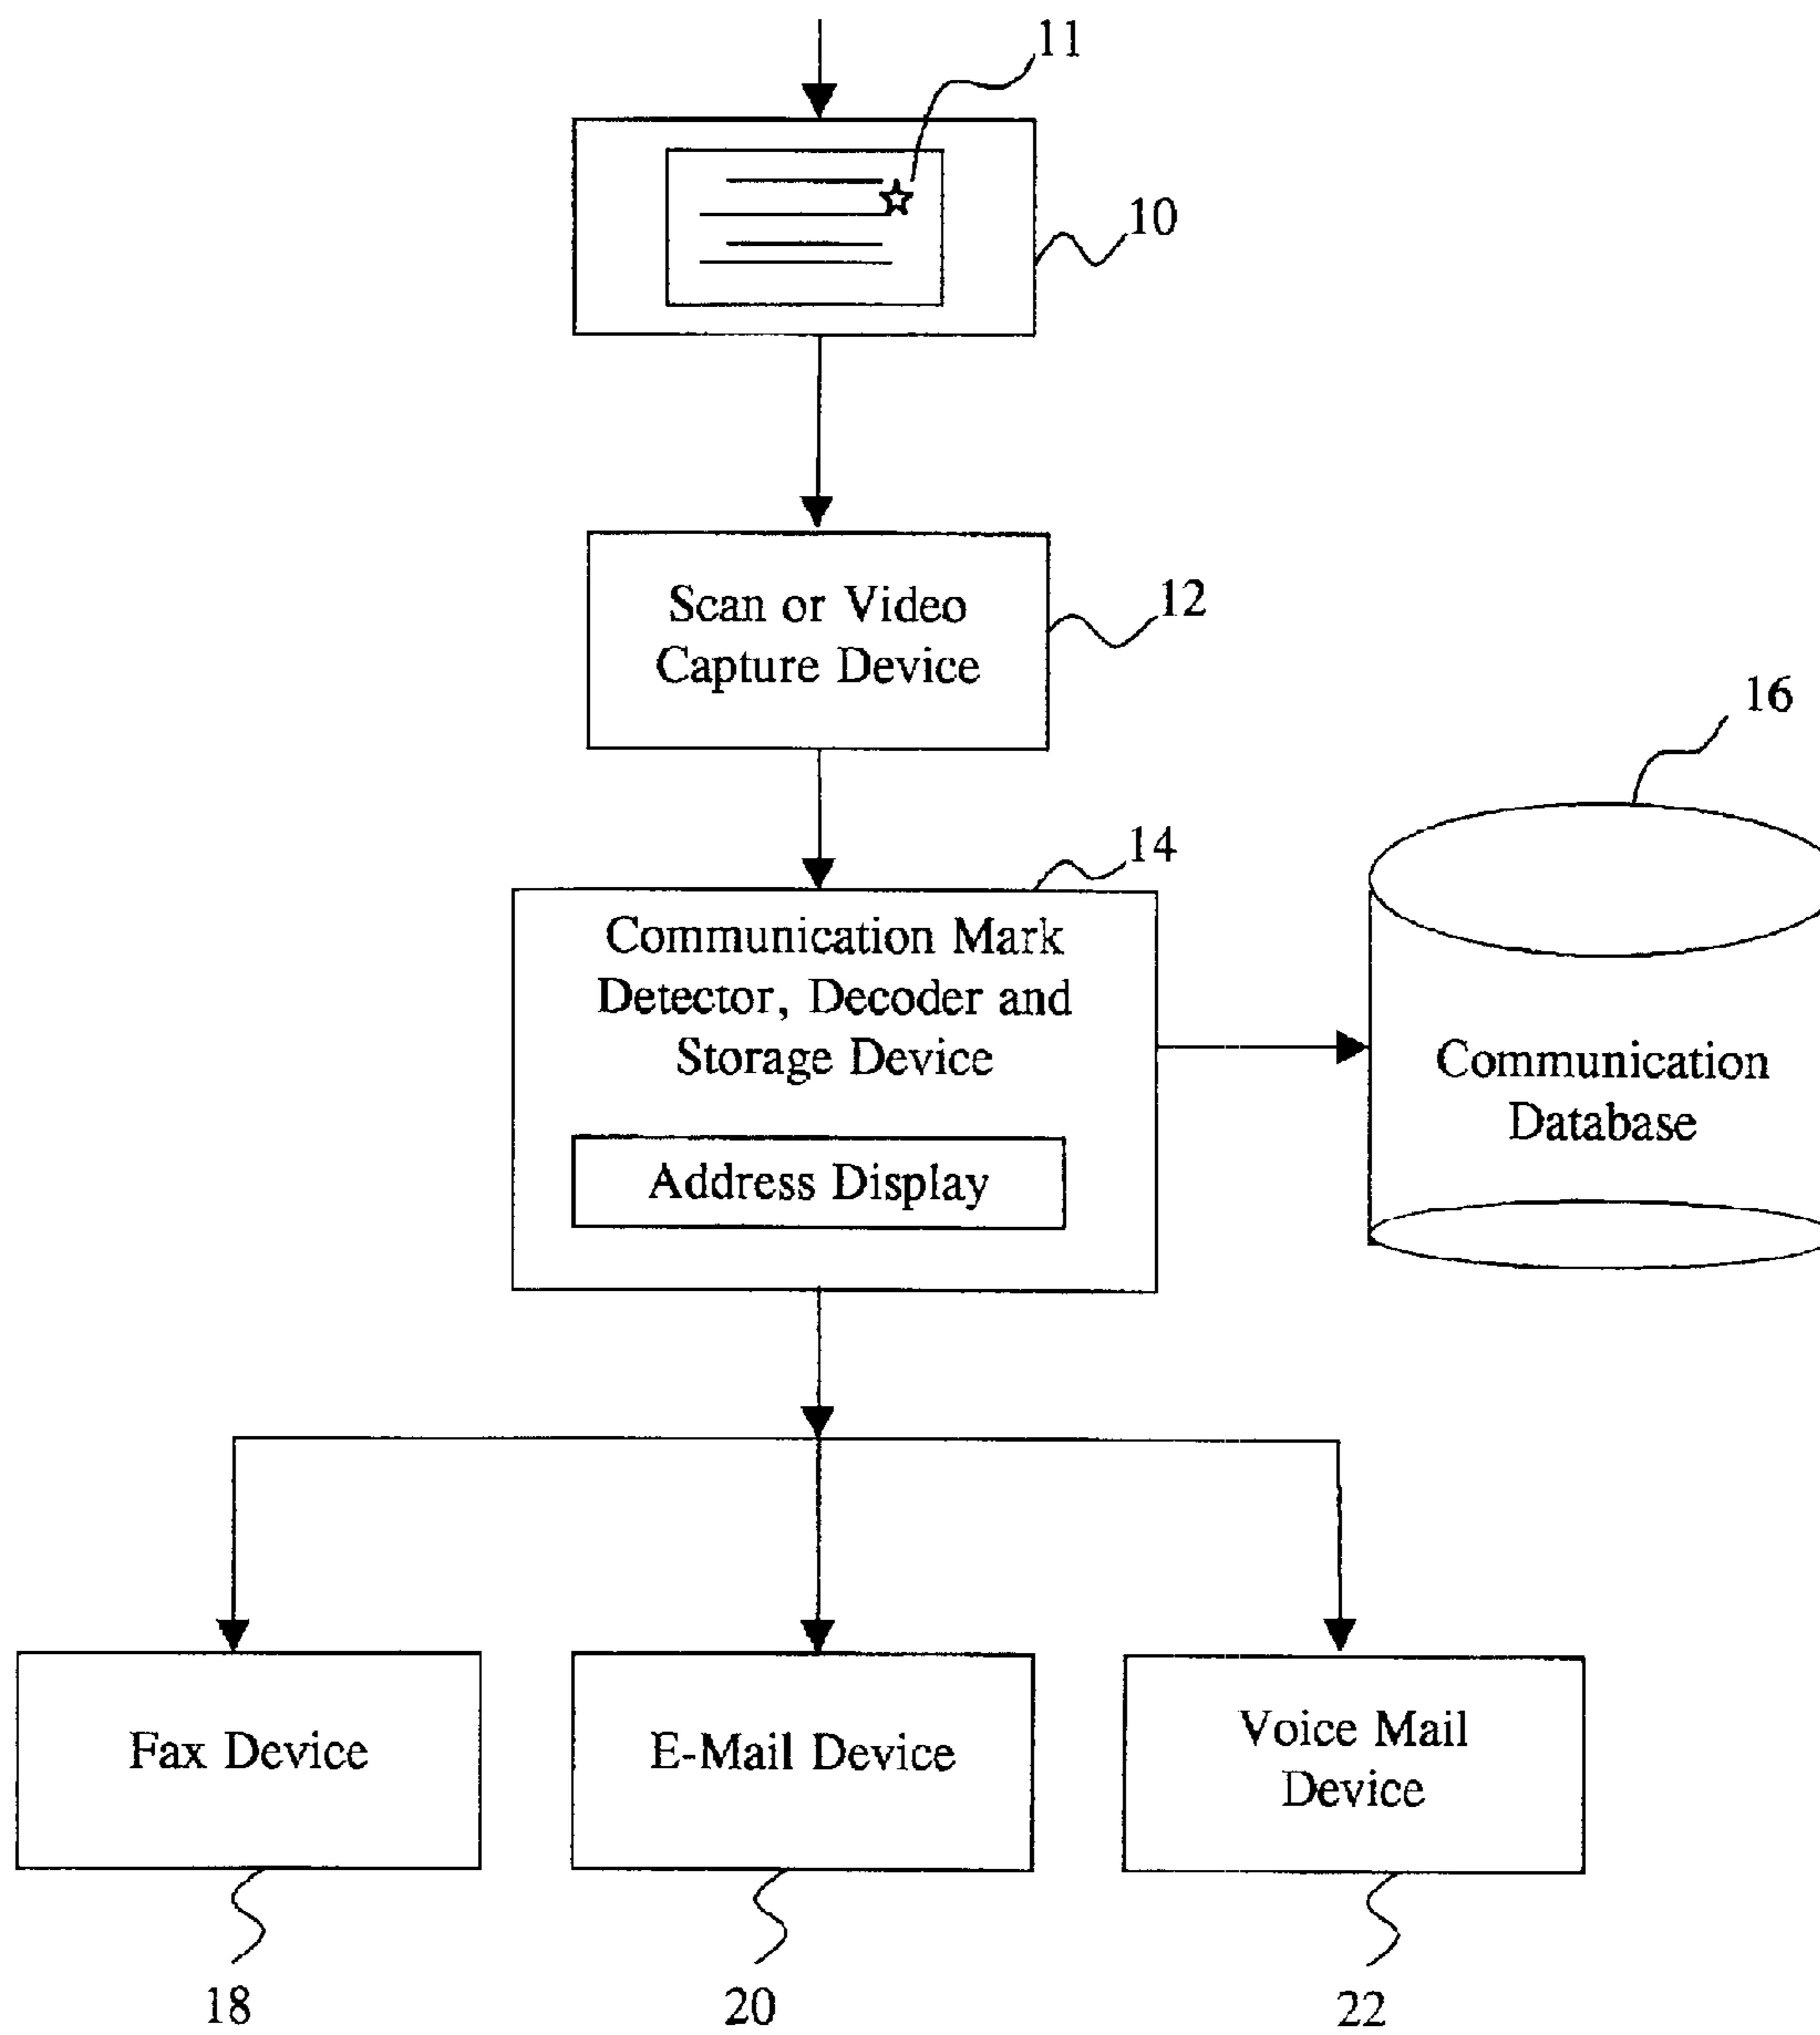 11
10
Scan or Video
Capture Device
12
16
14
Communication Mark
Detector, Decoder and
Storage Device
Address Display
Communication
Database
Fax Device
E-Mail Device
Voice Mail
Device
18
20
22